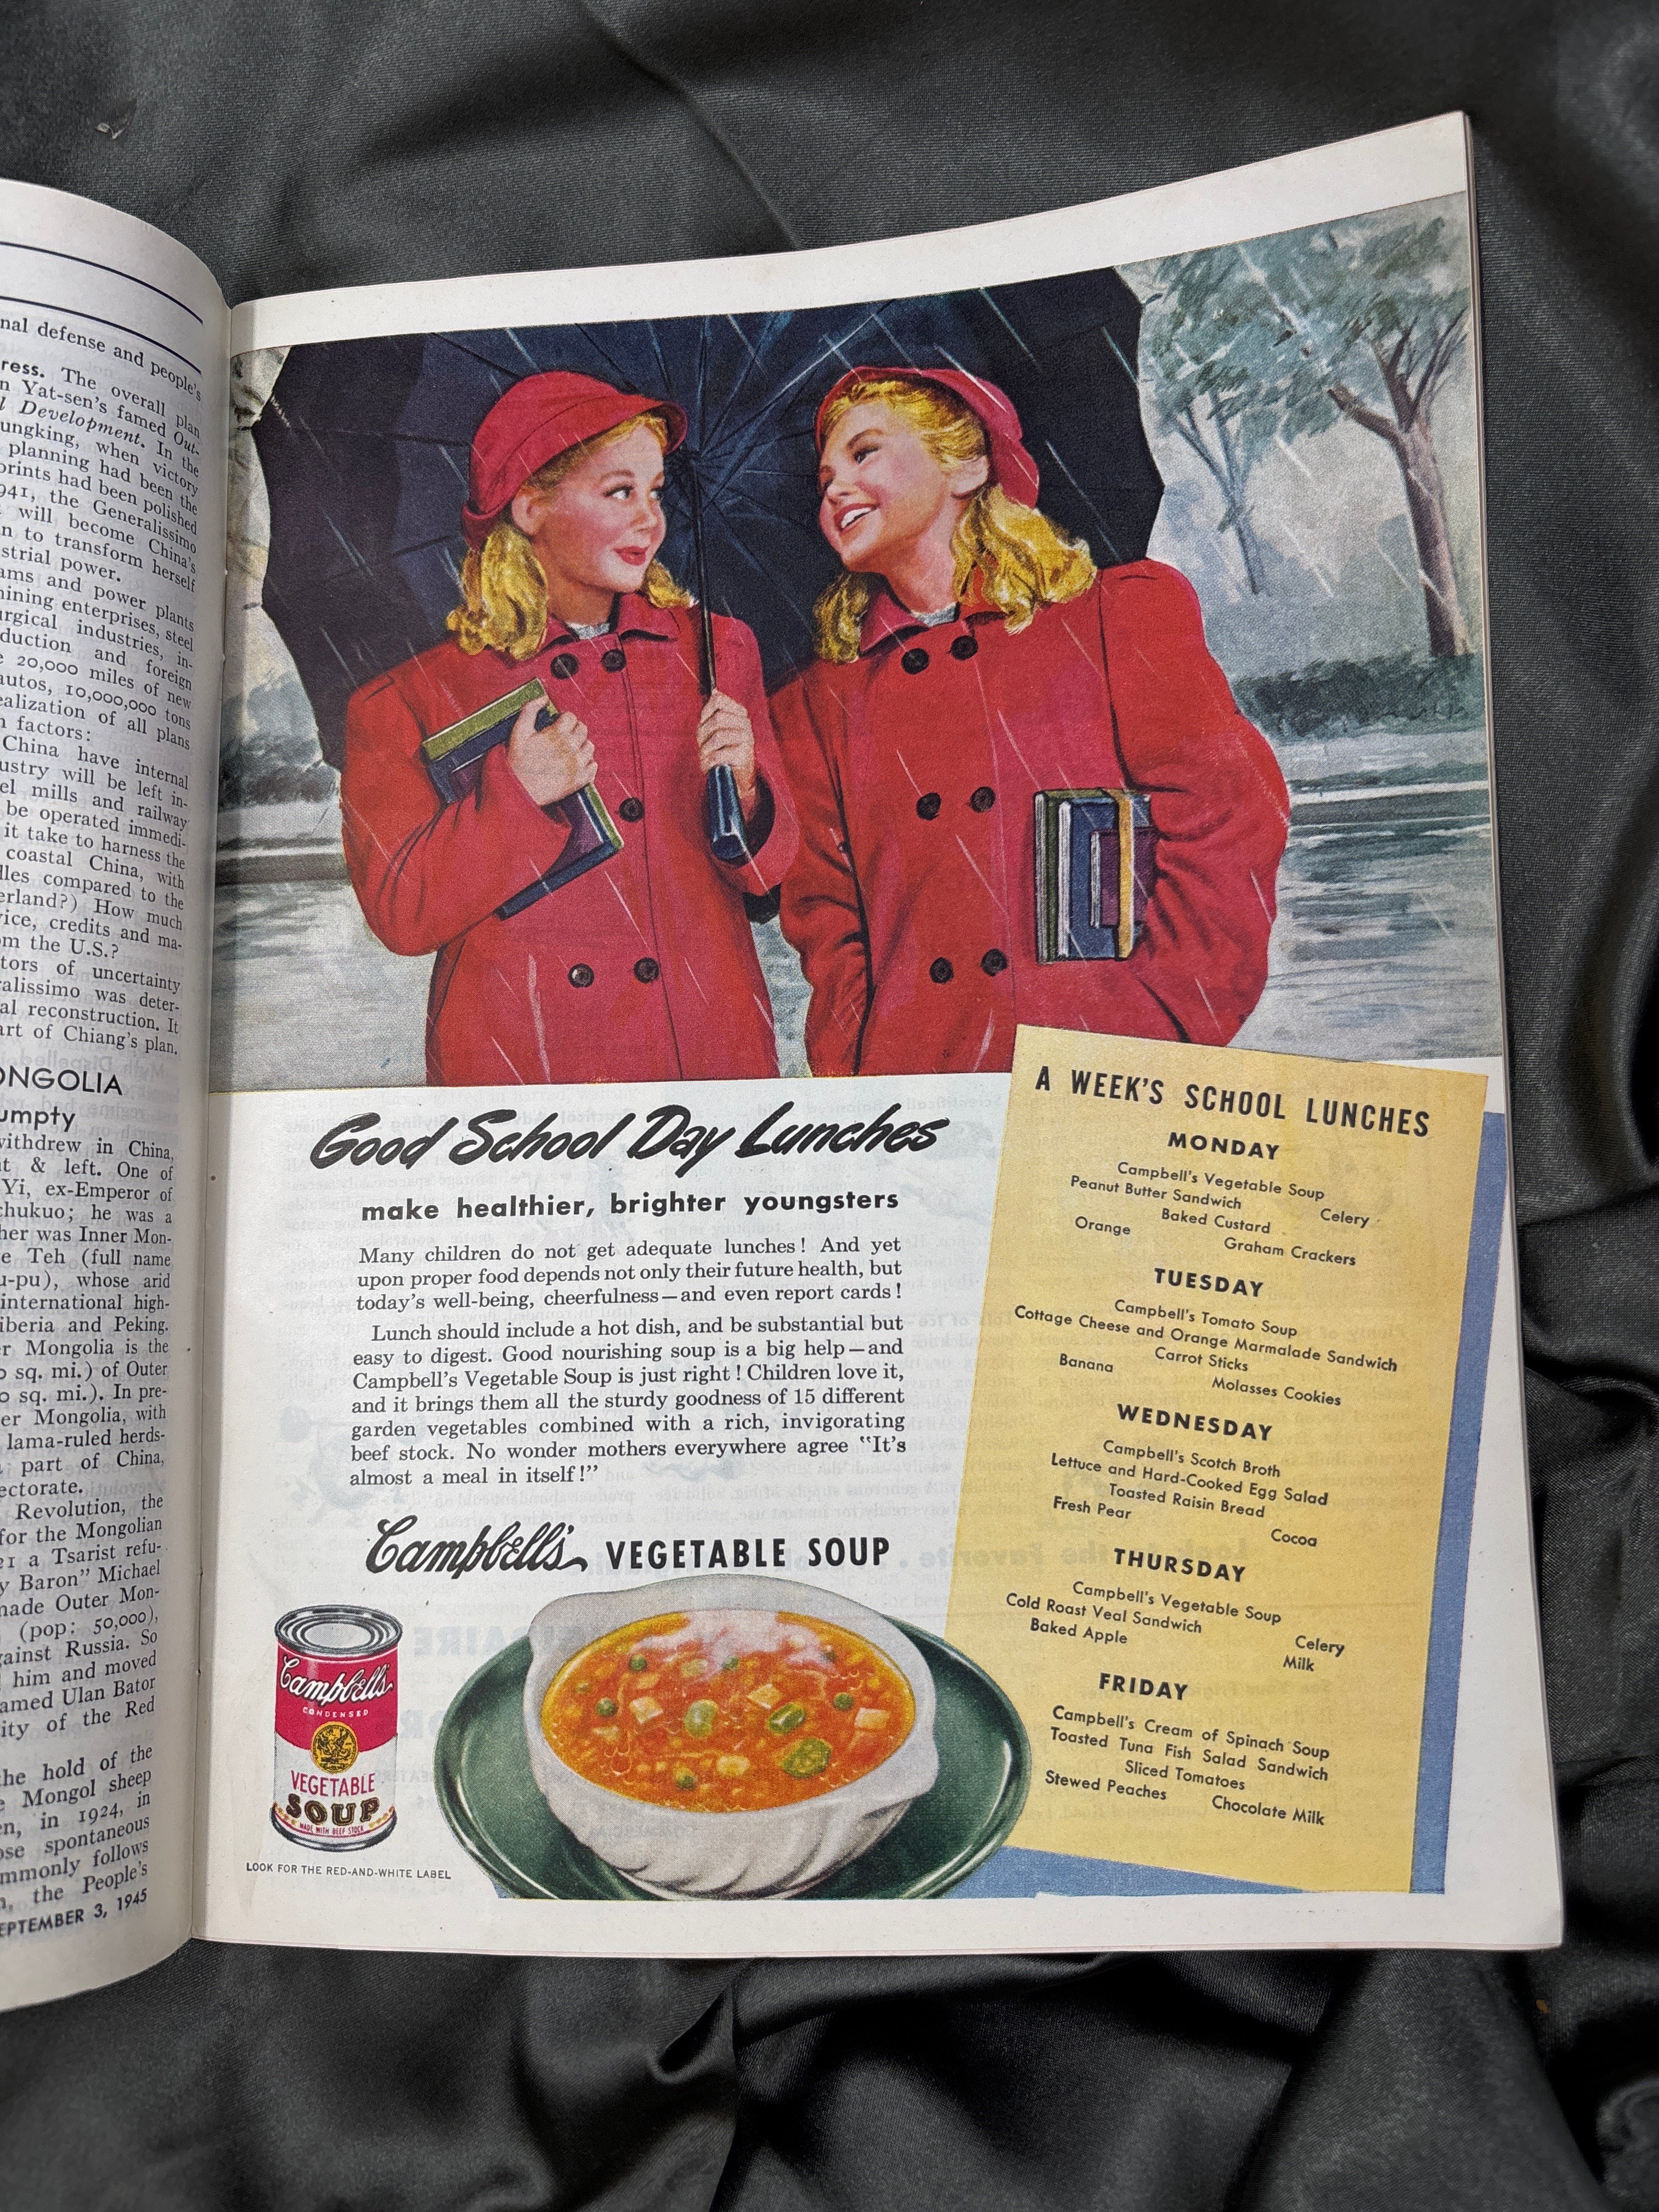 nal defense and people's
ress. The overall plan
n Yat-sen's famed Out-
l Development. In the
ungking, when victory
planning had been the
prints had been polished
941, the Generalissimo
will become China's
n to transform herself
strial power.
ams and power plants
ining enterprises, steel
urgical industries, in-
duction and foreign
e 20,000 miles of new
autos, 10,000,000 tons
ealization of all plans
n factors:
China have internal
ustry will be left in-
el mills and railway
be operated immedi-
it take to harness the
coastal China, with
lles compared to the
erland?) How much
vice, credits and ma-
om the U.S.?
tors of uncertainty
ralissimo was deter-
al reconstruction. It
art of Chiang's plan.
ONGOLIA
umpty
withdrew in China,
t & left. One of
Yi, ex-Emperor of
chukuo; he was a
her was Inner Mon-
e Teh (full name
u-pu), whose arid
international high-
iberia and Peking.
er Mongolia is the
o sq. mi.) of Outer
o sq. mi.). In pre-
er Mongolia, with
lama-ruled herds-
part of China,
ectorate.
Revolution, the
for the Mongolian
21 a Tsarist refu-
y Baron" Michael
made Outer Mon-
(pop: 50,000),
gainst Russia. So
him and moved
amed Ulan Bator
ity of the Red
the hold of the
e Mongol sheep
en, in 1924, in
ose spontaneous
mmonly follows
n, the People's
EPTEMBER 3, 1945
Good School Day Lunches
make healthier, brighter youngsters
Many children do not get adequate lunches! And yet
upon proper food depends not only their future health, but
today's well-being, cheerfulness—and even report cards!
Lunch should include a hot dish, and be substantial but
easy to digest. Good nourishing soup is a big help—and
Campbell's Vegetable Soup is just right! Children love it,
and it brings them all the sturdy goodness of 15 different
garden vegetables combined with a rich, invigorating
beef stock. No wonder mothers everywhere agree "It's
almost a meal in itself!"
Campbell's VEGETABLE SOUP
Campbell's
CONDENSED
VEGETABLE
SOUP
MADE WITH BEEF STOCK
LOOK FOR THE RED-AND-WHITE LABEL
A WEEK'S SCHOOL LUNCHES
MONDAY
Campbell's Vegetable Soup
Peanut Butter Sandwich Celery
Baked Custard
Orange Graham Crackers
TUESDAY
Campbell's Tomato Soup
Cottage Cheese and Orange Marmalade Sandwich
Carrot Sticks
Banana Molasses Cookies
WEDNESDAY
Campbell's Scotch Broth
Lettuce and Hard-Cooked Egg Salad
Toasted Raisin Bread
Fresh Pear Cocoa
THURSDAY
Campbell's Vegetable Soup
Cold Roast Veal Sandwich Celery
Baked Apple Milk
FRIDAY
Campbell's Cream of Spinach Soup
Toasted Tuna Fish Salad Sandwich
Sliced Tomatoes
Stewed Peaches Chocolate Milk